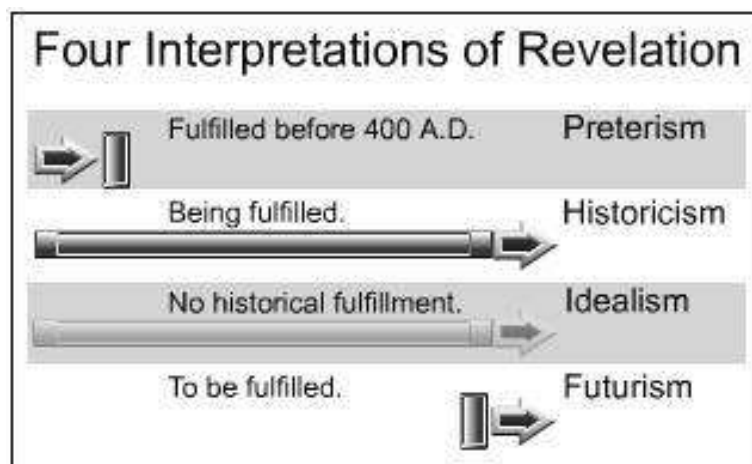 Four Interpretations of Revelation
Fulfilled before 400 A.D. Preterism
Being fulfilled. Historicism
No historical fulfillment. Idealism
To be fulfilled. Futurism